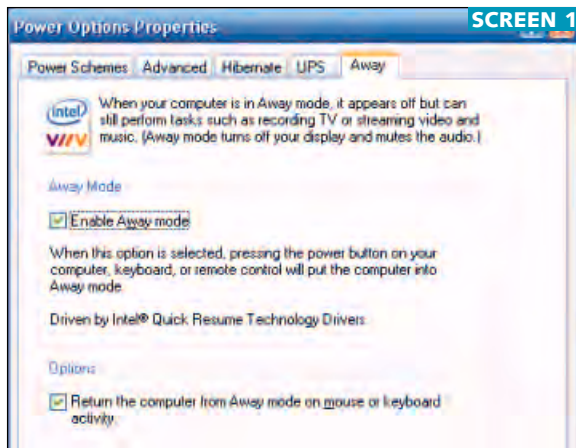 Power Options Properties
SCREEN 1
Power Schemes Advanced Hibernate UPS Away
intel
VIIV
When your computer is in Away mode, it appears off but can
still perform tasks such as recording TV or streaming video and
music. (Away mode turns off your display and mutes the audio.)
Away Mode
Enable Away mode
When this option is selected, pressing the power button on your
computer, keyboard, or remote control will put the computer into
Away mode
Driven by Intel® Quick Resume Technology Drivers
Options
Return the computer from Away mode on mouse or keyboard
activity.